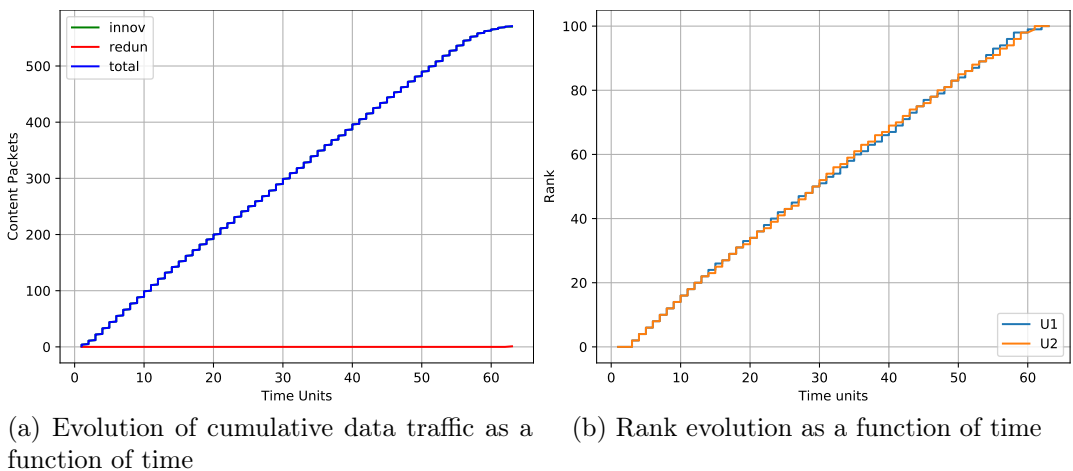 innov
redun
total
500
400
300
200
100
0
Content Packets
0 10 20 30 40 50 60
Time Units
100
80
60
40
20
0
Rank
U1
U2
0 10 20 30 40 50 60
Time units
(a) Evolution of cumulative data traffic as a
function of time
(b) Rank evolution as a function of time